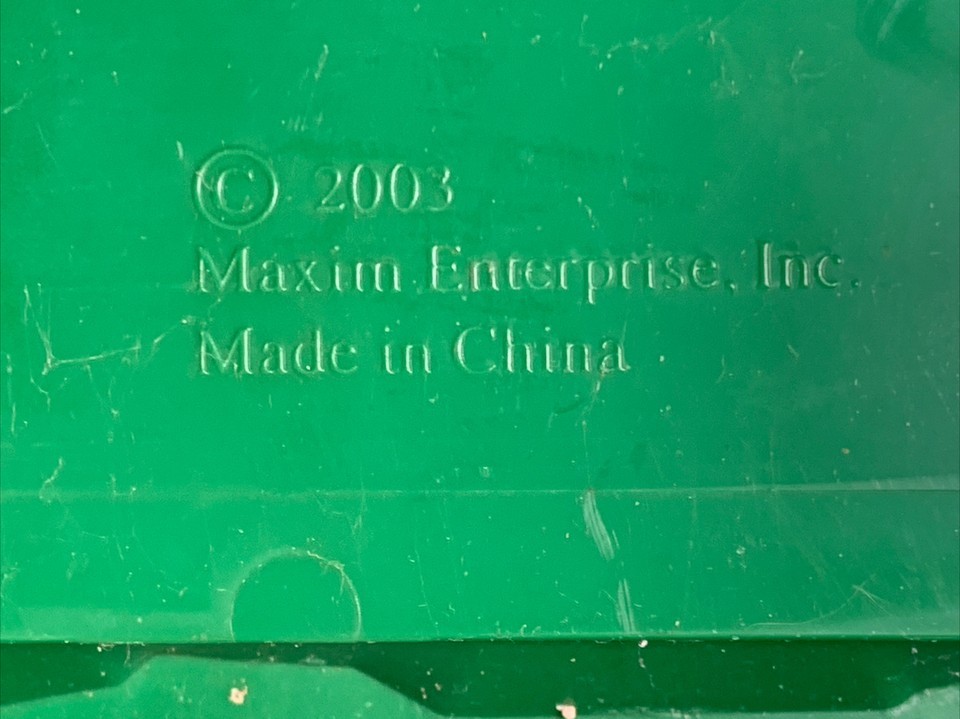 © 2003
Maxim Enterprise, Inc.
Made in China